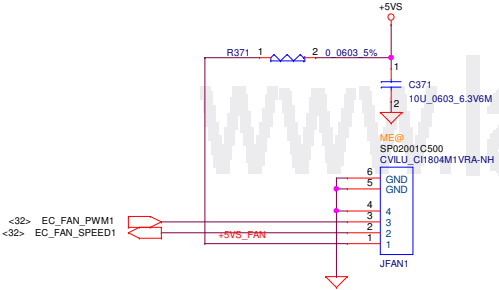 +5VS
R371 1 2 0_0603_5%
1
C371
10U_0603_6.3V6M
2
ME@
SP02001C500
CVILU_CI1804M1VRA-NH
6 GND
5 GND
4 4
<32> EC_FAN_PWM1 3 3
<32> EC_FAN_SPEED1 2 2
+5VS_FAN 1 1
JFAN1